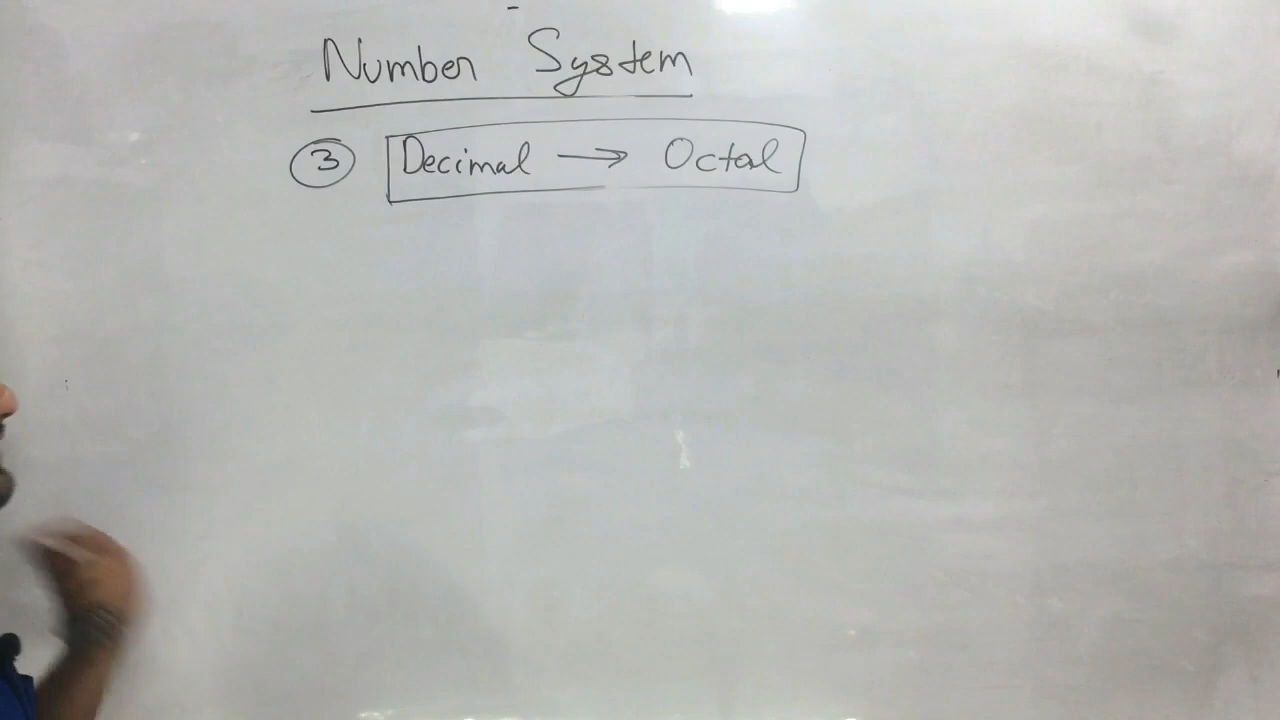 Number System
③ Decimal → Octal